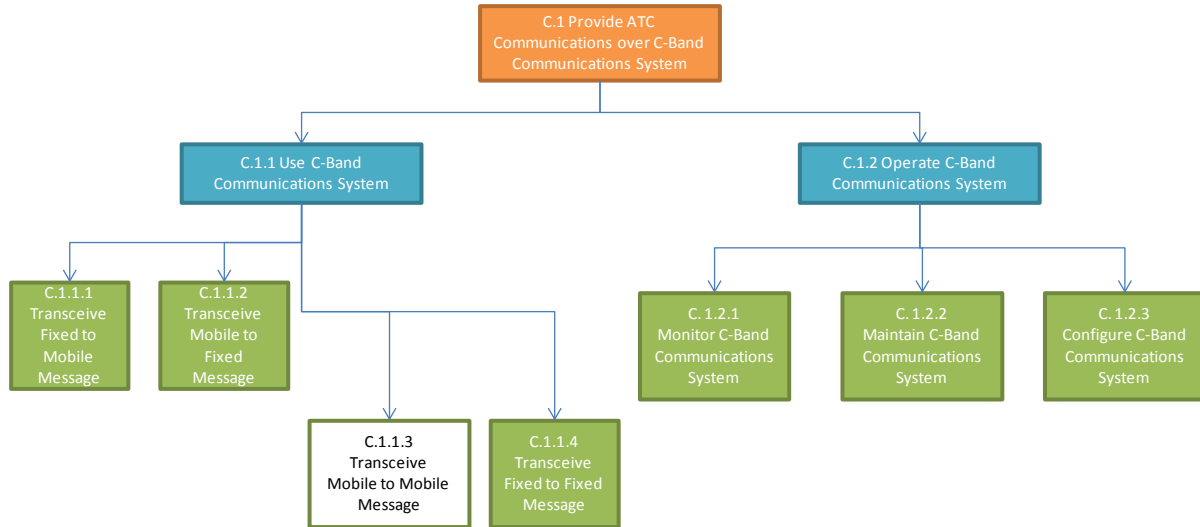 C.1 Provide ATC
Communications over C-Band
Communications System
C.1.1 Use C-Band
Communications System
C.1.2 Operate C-Band
Communications System
C.1.1.1
Transceive
Fixed to
Mobile
Message
C.1.1.2
Transceive
Mobile to
Fixed
Message
C. 1.2.1
Monitor C-Band
Communications
System
C. 1.2.2
Maintain C-Band
Communications
System
C. 1.2.3
Configure C-Band
Communications
System
C.1.1.3
Transceive
Mobile to Mobile
Message
C.1.1.4
Transceive
Fixed to Fixed
Message